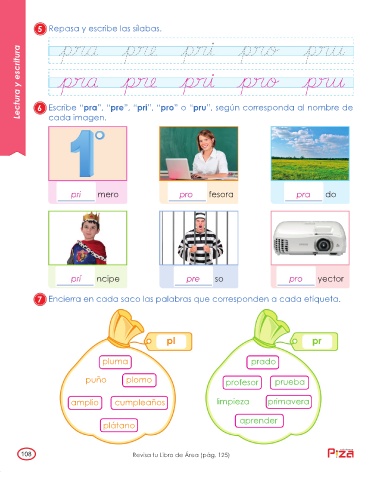 Lectura y escritura
5 Repasa y escribe las sílabas.
pra pre pri pro pru
pra pre pri pro pru
6 Escribe “pra”, “pre”, “pri”, “pro” o “pru”, según corresponda al nombre de
cada imagen.
1°
pri mero pro fesora pra do
pri ncipe pre so pro yector
7 Encierra en cada saco las palabras que corresponden a cada etiqueta.
pl pr
pluma prado
puño plomo profesor prueba
amplio cumpleaños limpieza primavera
plátano aprender
108 Revisa tu Libro de Área (pág. 125) Piza